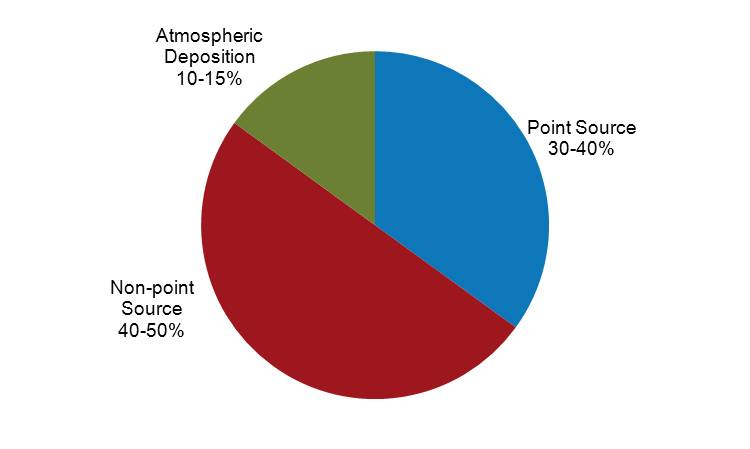 Atmospheric
Deposition
10-15%
Point Source
30-40%
Non-point
Source
40-50%